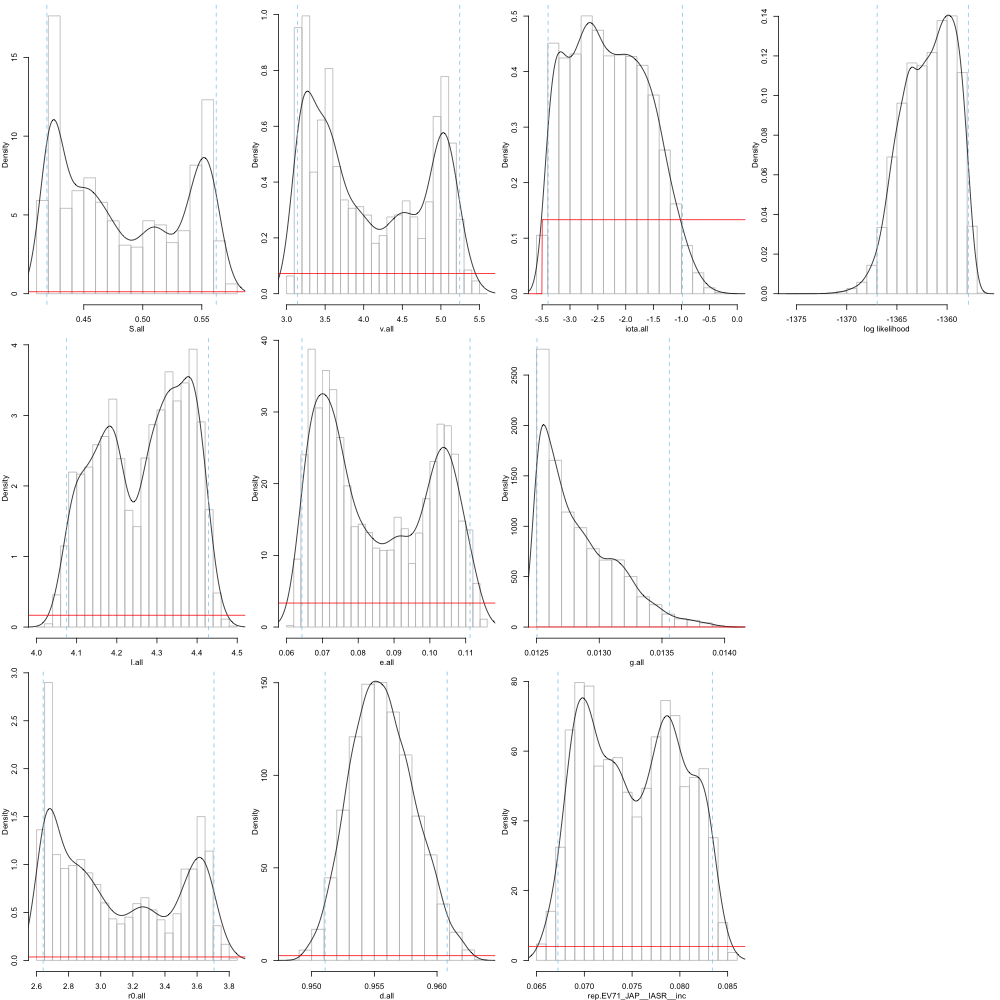 Density
0 5 10 15
0.45 0.50 0.55
S.all
Density
0.0 0.2 0.4 0.6 0.8 1.0
3.0 3.5 4.0 4.5 5.0 5.5
v.all
Density
0.0 0.1 0.2 0.3 0.4 0.5
-3.5 -3.0 -2.5 -2.0 -1.5 -1.0 -0.5 0.0
iota.all
Density
0.00 0.02 0.04 0.06 0.08 0.10 0.12 0.14
-1375 -1370 -1365 -1360
log likelihood
Density
0 1 2 3 4
4.0 4.1 4.2 4.3 4.4 4.5
I.all
Density
0 10 20 30 40
0.06 0.07 0.08 0.09 0.10 0.11
e.all
Density
0 500 1000 1500 2000 2500
0.0125 0.0130 0.0135 0.0140
g.all
Density
0.0 0.5 1.0 1.5 2.0 2.5 3.0
2.6 2.8 3.0 3.2 3.4 3.6 3.8
r0.all
Density
0 50 100 150
0.950 0.955 0.960
d.all
Density
0 20 40 60 80
0.065 0.070 0.075 0.080 0.085
rep.EV71_JAP__IASR__inc